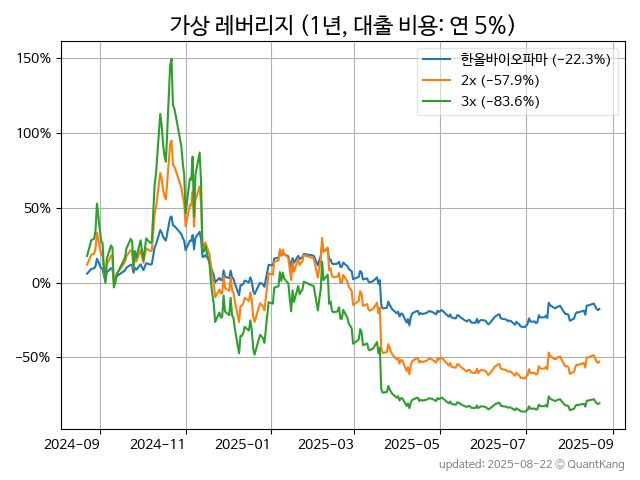 가상 레버리지 (1년, 대출 비용: 연 5%)
한올바이오파마 (−22.3%)
2x (−57.9%)
3x (−83.6%)
150%
100%
50%
0%
−50%
2024-09 2024-11 2025-01 2025-03 2025-05 2025-07 2025-09
updated: 2025-08-22 © QuantKang